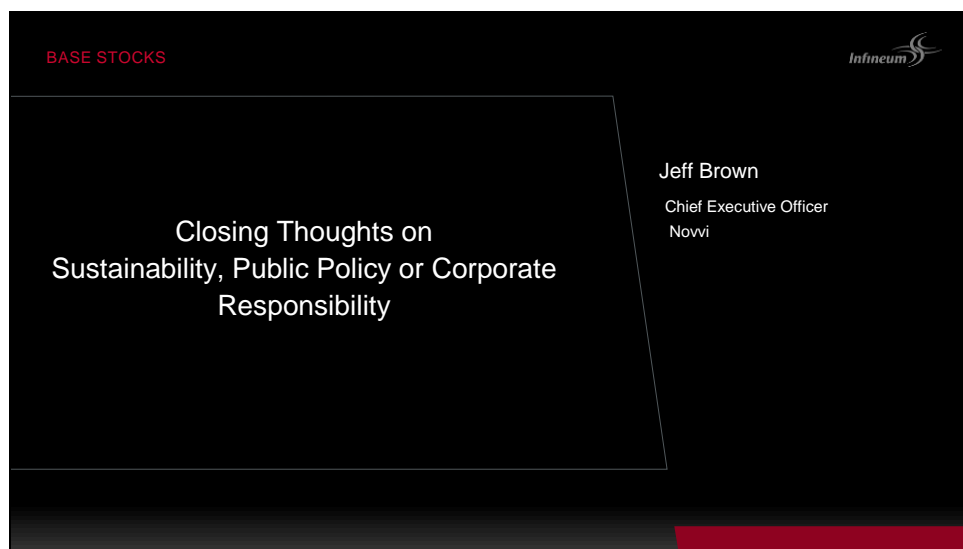 BASE STOCKS
Infineum
Closing Thoughts on
Sustainability, Public Policy or Corporate
Responsibility
Jeff Brown
Chief Executive Officer
Novvi